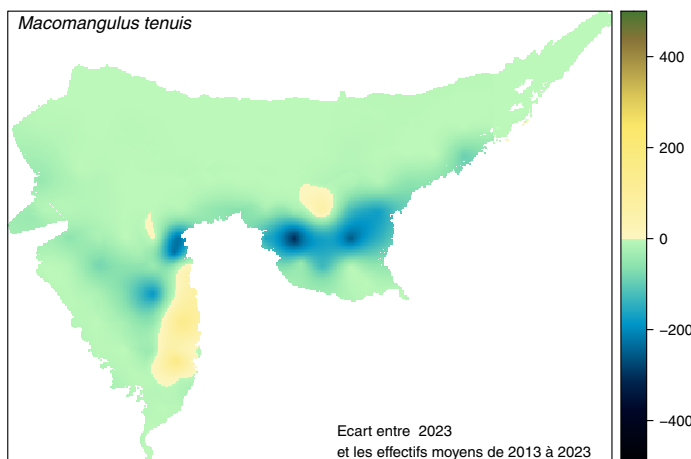 Macomangulus tenuis
400
200
0
−200
−400
Ecart entre 2023
et les effectifs moyens de 2013 à 2023